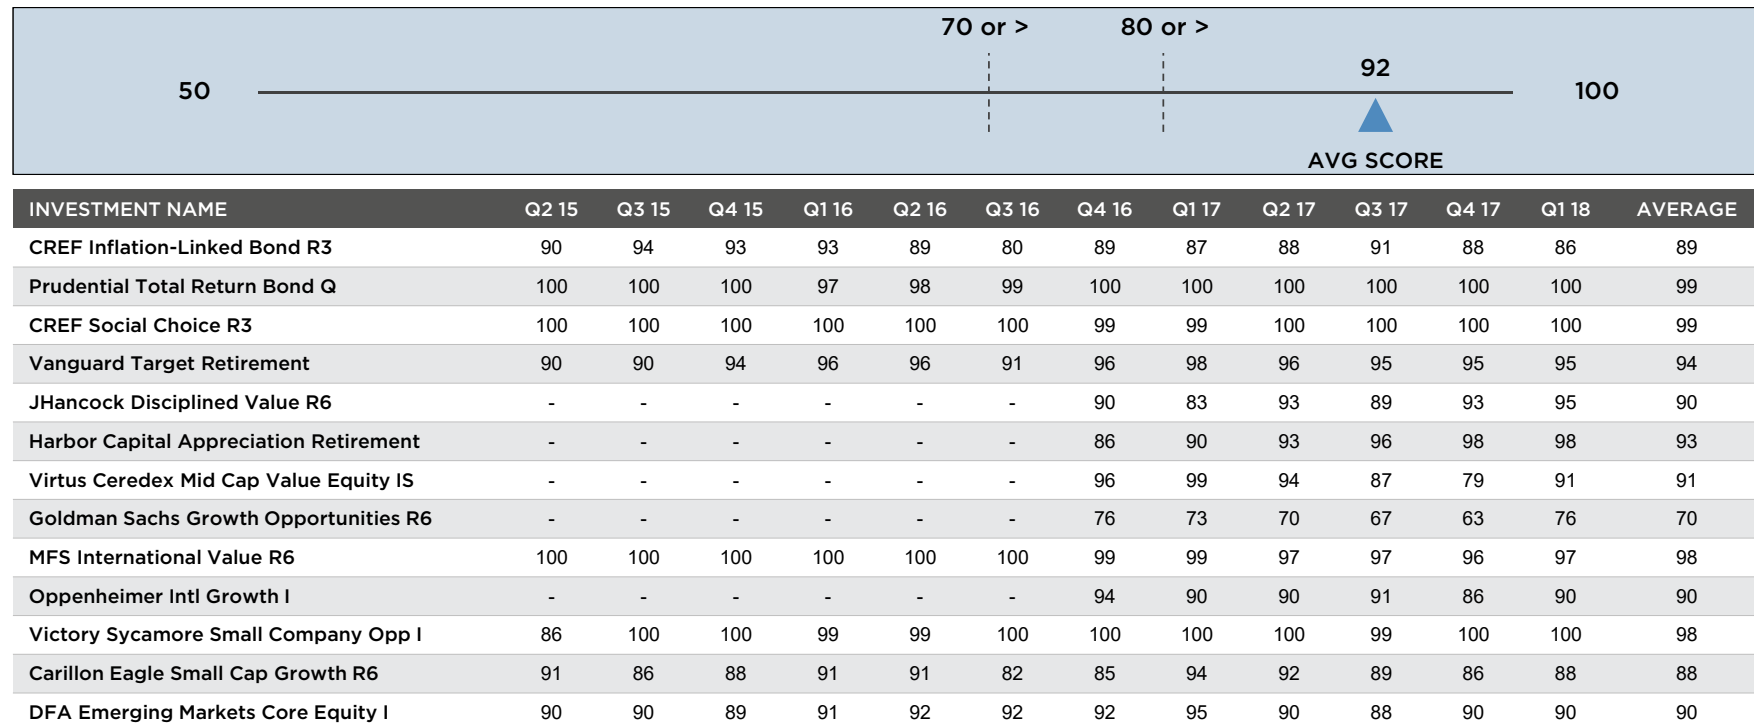 70 or > 80 or >
92
50 100
AVG SCORE
INVESTMENT NAME Q2 15 Q3 15 Q4 15 Q1 16 Q2 16 Q3 16 Q4 16 Q1 17 Q2 17 Q3 17 Q4 17 Q1 18 AVERAGE
CREF Inflation-Linked Bond R3 90 94 93 93 89 80 89 87 88 91 88 86 89
Prudential Total Return Bond Q 100 100 100 97 98 99 100 100 100 100 100 100 99
CREF Social Choice R3 100 100 100 100 100 100 99 99 100 100 100 100 99
Vanguard Target Retirement 90 90 94 96 96 91 96 98 96 95 95 95 94
JHancock Disciplined Value R6 - - - - - - 90 83 93 89 93 95 90
Harbor Capital Appreciation Retirement - - - - - - 86 90 93 96 98 98 93
Virtus Ceredex Mid Cap Value Equity IS - - - - - - 96 99 94 87 79 91 91
Goldman Sachs Growth Opportunities R6 - - - - - - 76 73 70 67 63 76 70
MFS International Value R6 100 100 100 100 100 100 99 99 97 97 96 97 98
Oppenheimer Intl Growth I - - - - - - 94 90 90 91 86 90 90
Victory Sycamore Small Company Opp I 86 100 100 99 99 100 100 100 100 99 100 100 98
Carillon Eagle Small Cap Growth R6 91 86 88 91 91 82 85 94 92 89 86 88 88
DFA Emerging Markets Core Equity I 90 90 89 91 92 92 92 95 90 88 90 90 90